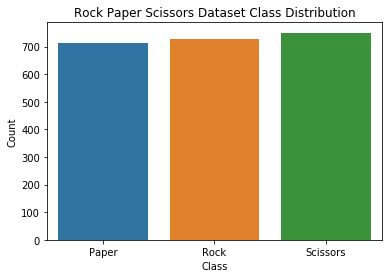 Rock Paper Scissors Dataset Class Distribution
700
600
500
400
300
200
100
0
Count
Paper Rock Scissors
Class